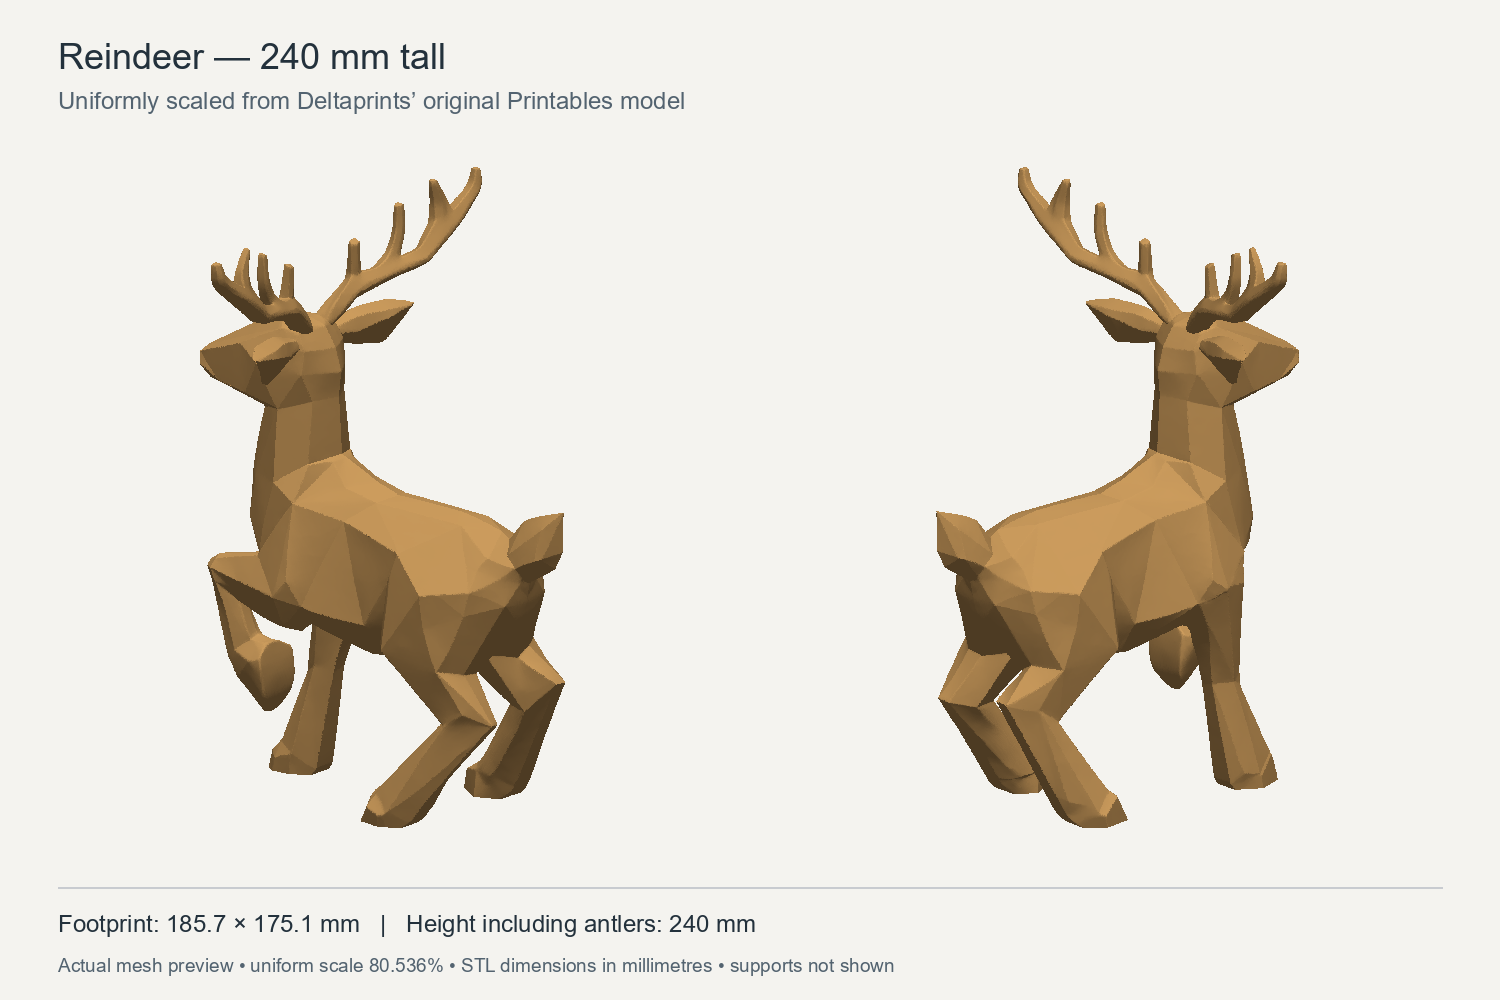 Reindeer — 240 mm tall
Uniformly scaled from Deltaprints’ original Printables model
Footprint: 185.7 × 175.1 mm | Height including antlers: 240 mm
Actual mesh preview • uniform scale 80.536% • STL dimensions in millimetres • supports not shown